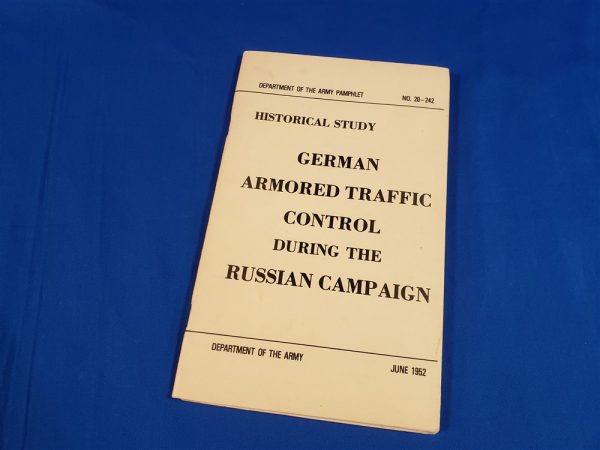 DEPARTMENT OF THE ARMY PAMPHLET NO. 20-242
HISTORICAL STUDY
GERMAN
ARMORED TRAFFIC
CONTROL
DURING THE
RUSSIAN CAMPAIGN
DEPARTMENT OF THE ARMY JUNE 1952